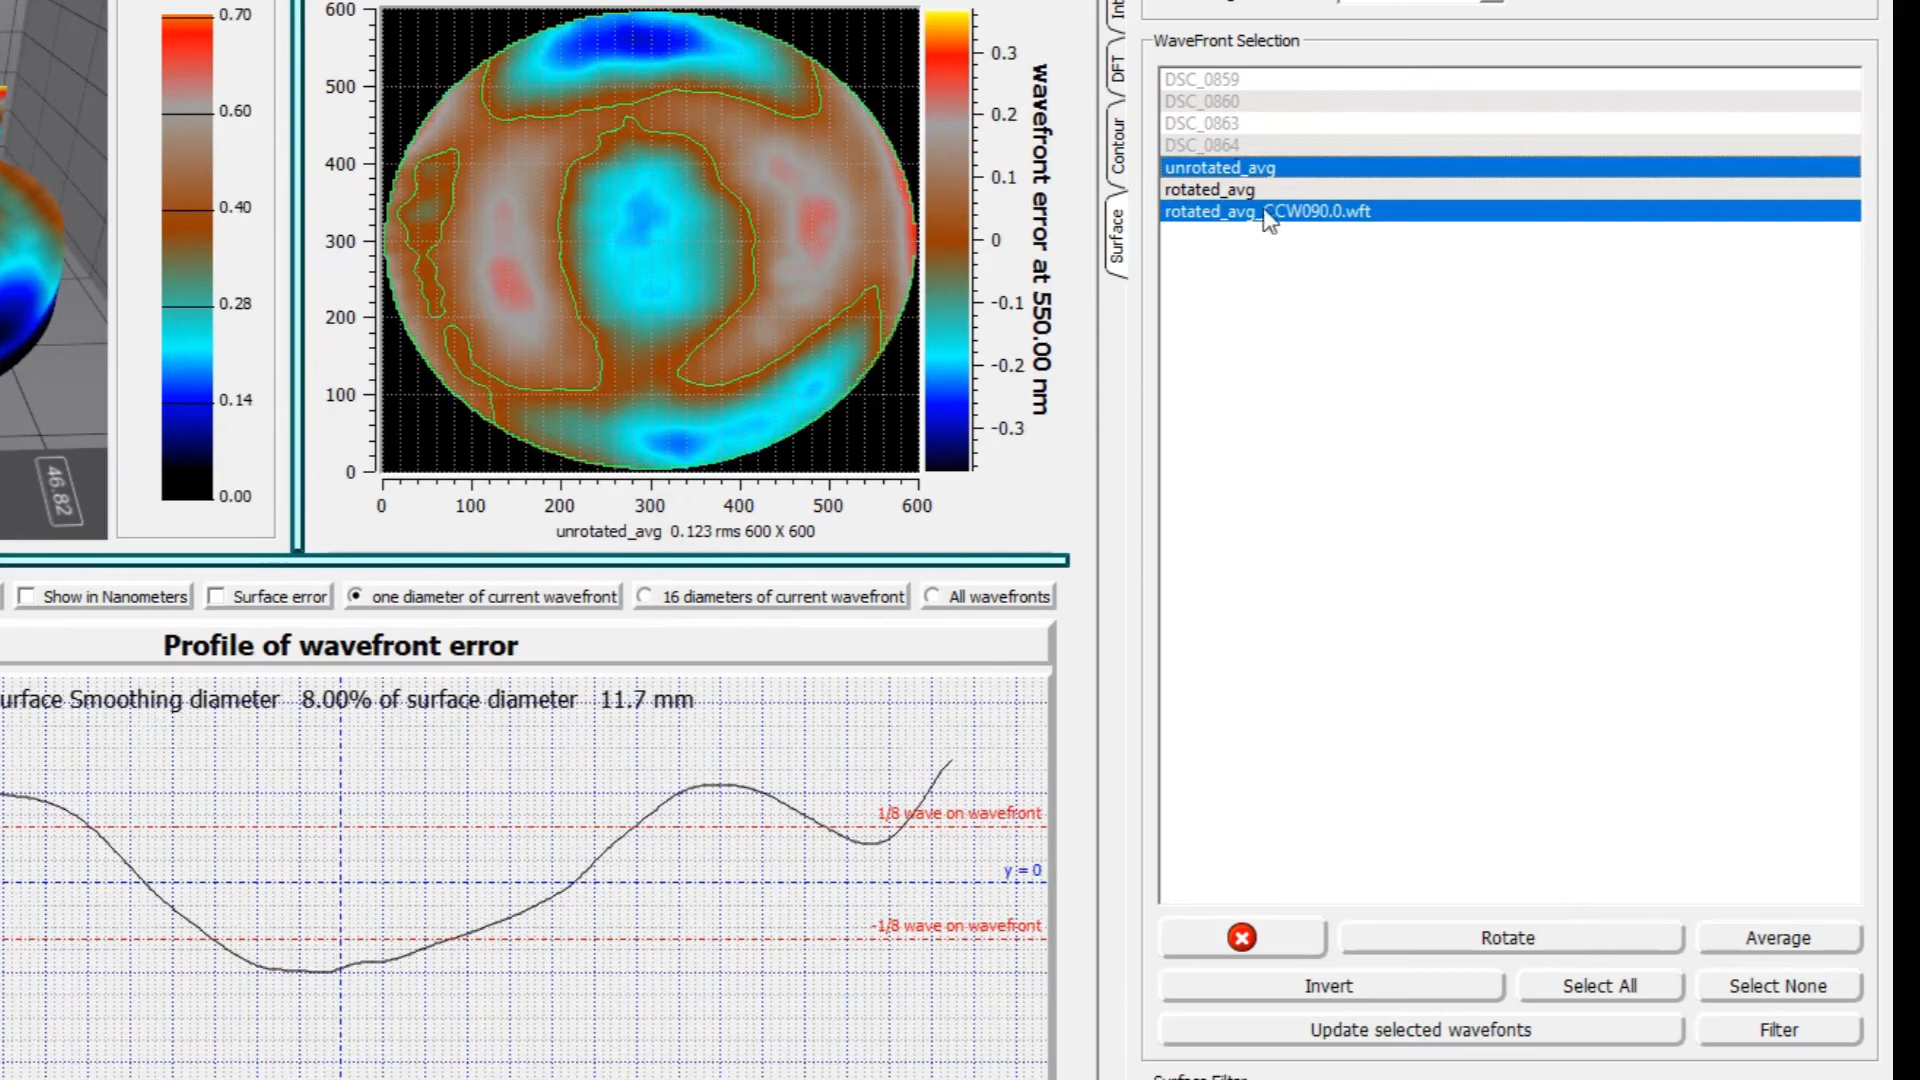 0.70
0.60
0.40
0.28
0.14
0.00
46.82
600
500
400
300
200
100
0
0 100 200 300 400 500 600
unrotated_avg 0.123 rms 600 X 600
0.3
0.2
0.1
0
-0.1
-0.2
-0.3
wavefront error at 550.00 nm
Show in Nanometers
Surface error
one diameter of current wavefront
16 diameters of current wavefront
All wavefronts
Profile of wavefront error
urface Smoothing diameter 8.00% of surface diameter 11.7 mm
1/8 wave on wavefront
y = 0
-1/8 wave on wavefront
DFT
Contour
Surface
WaveFront Selection
DSC_0859
DSC_0860
DSC_0863
DSC_0864
unrotated_avg
rotated_avg
rotated_avg_CCW090.0.wft
Rotate
Average
Invert
Select All
Select None
Update selected wavefonts
Filter